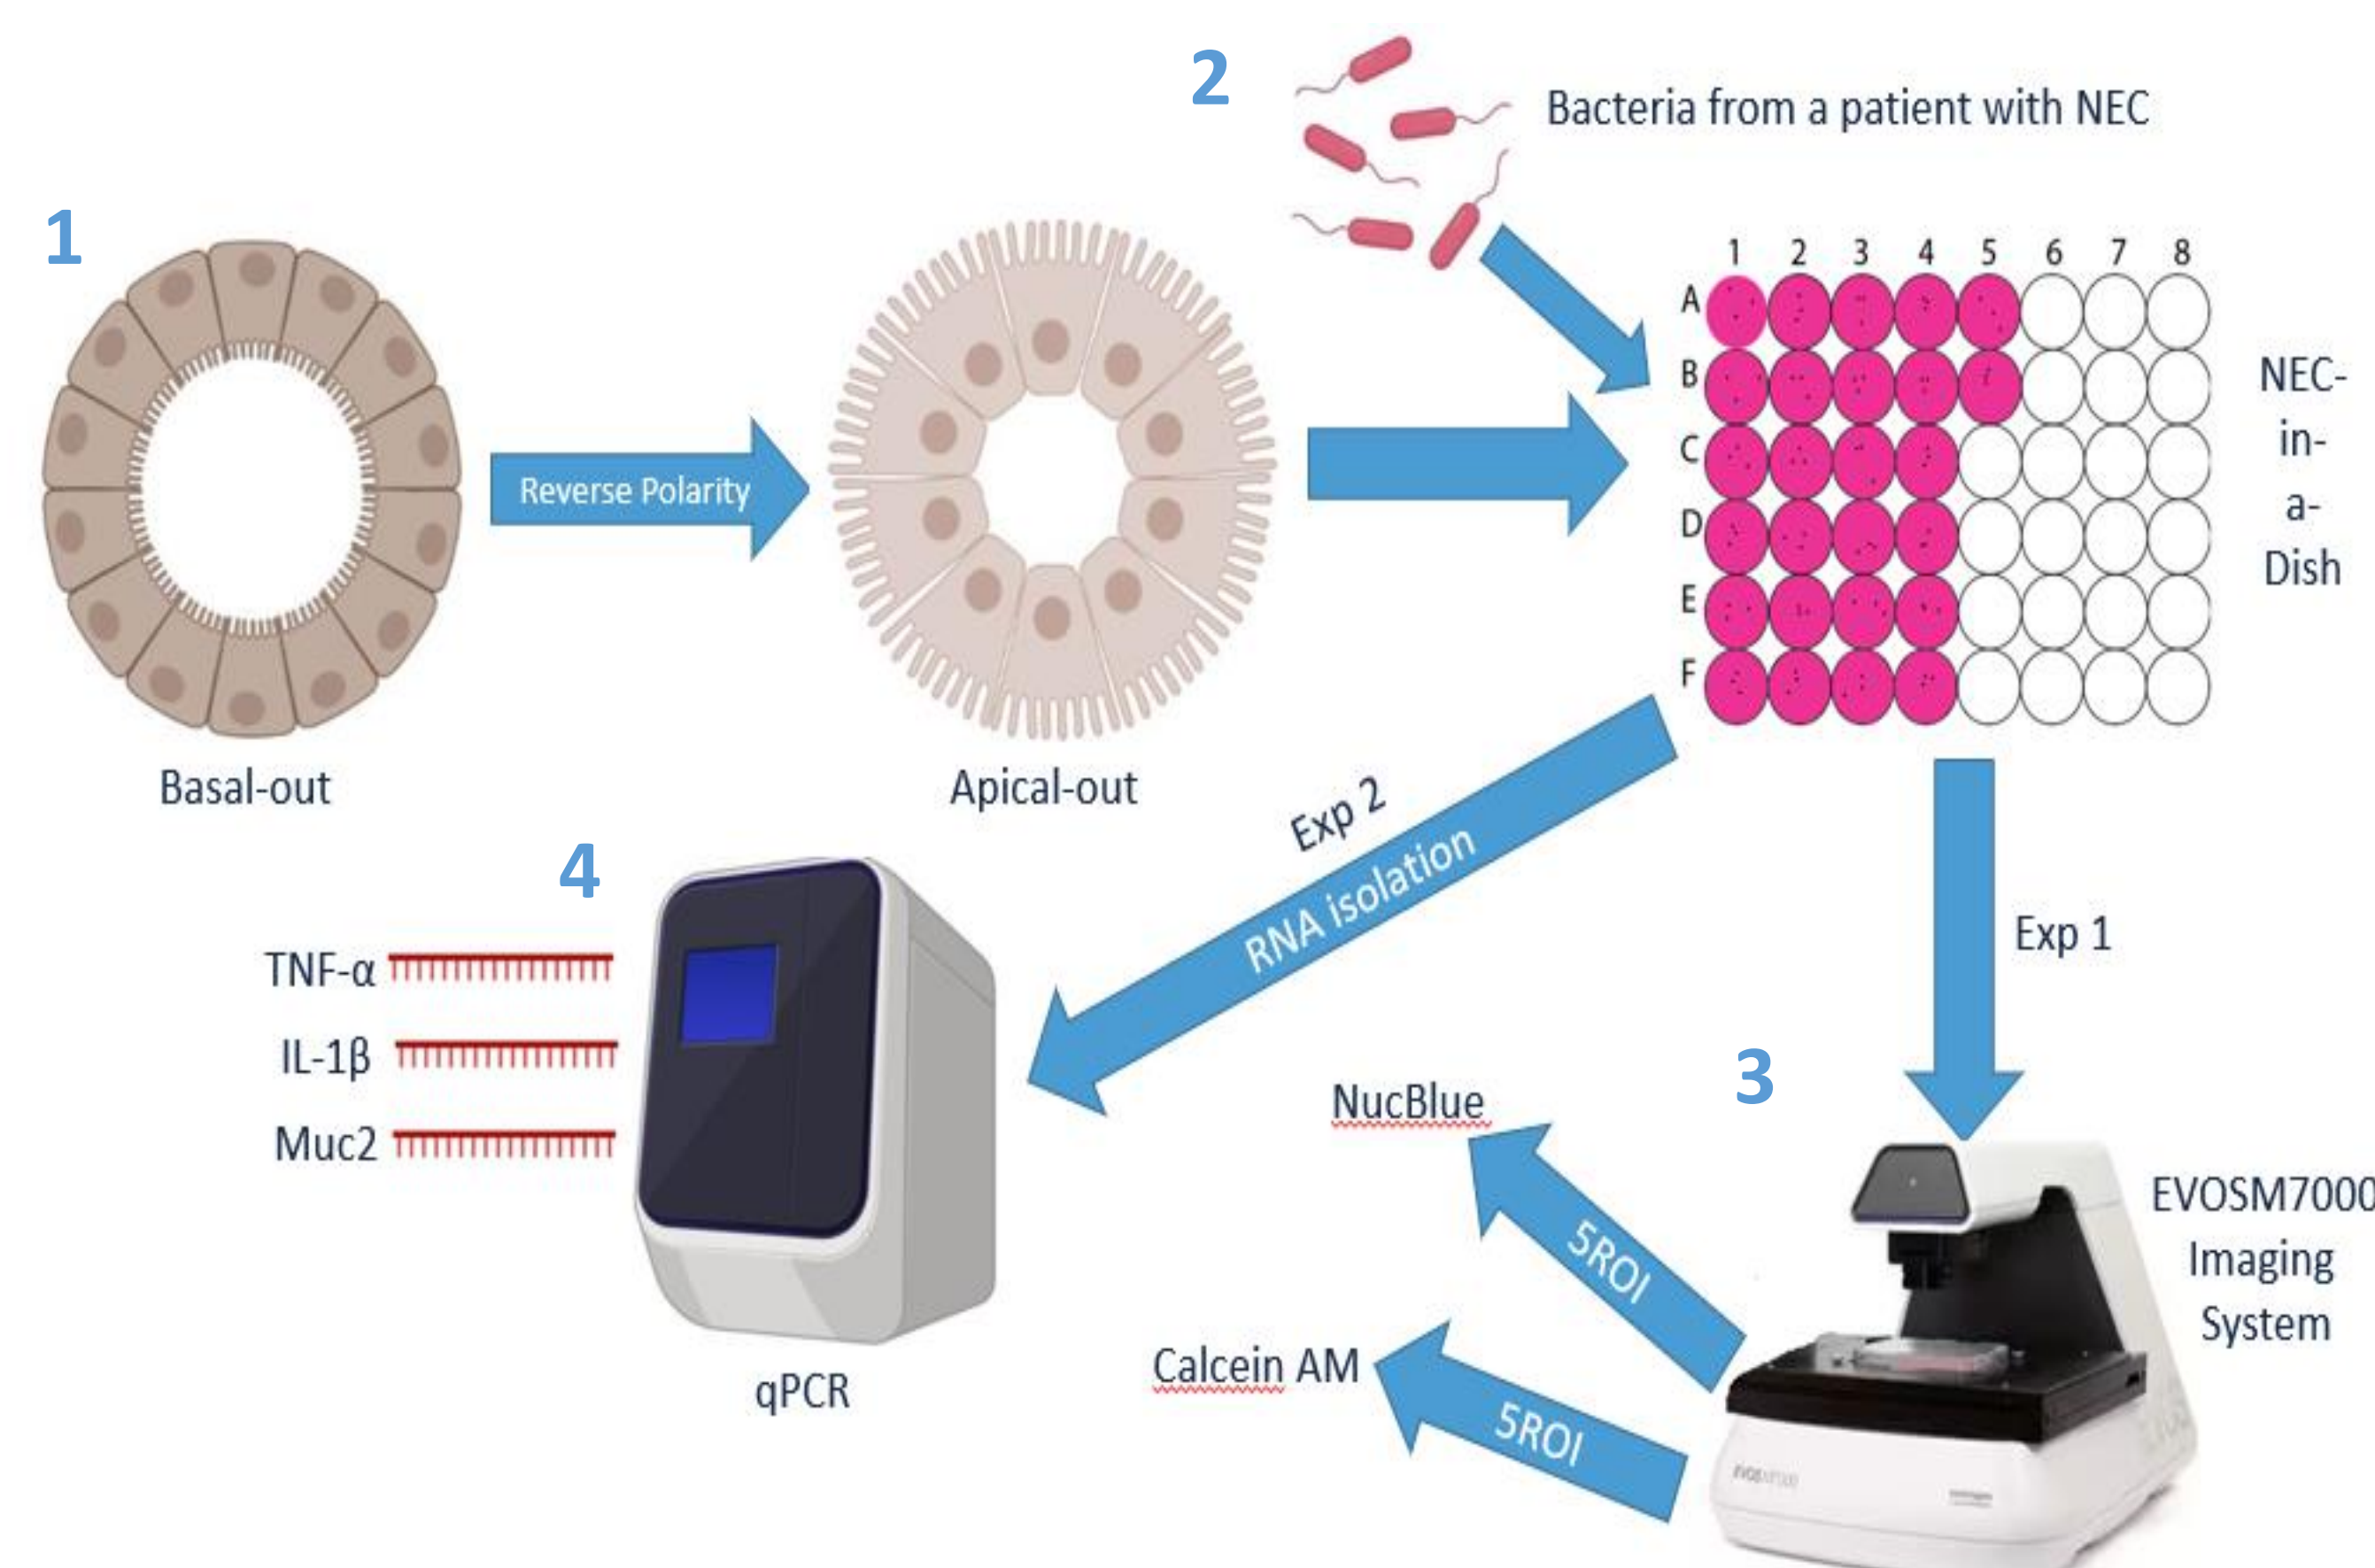 1
Basal-out
Reverse Polarity
Apical-out
2
Bacteria from a patient with NEC
1 2 3 4 5 6 7 8
A
B
C
D
E
F
NEC-
in-
a-
Dish
Exp 2
RNA isolation
Exp 1
3
EVOSM7000
Imaging
System
NucBlue
5ROI
Calcein AM
5ROI
4
TNF-α
IL-1β
Muc2
qPCR